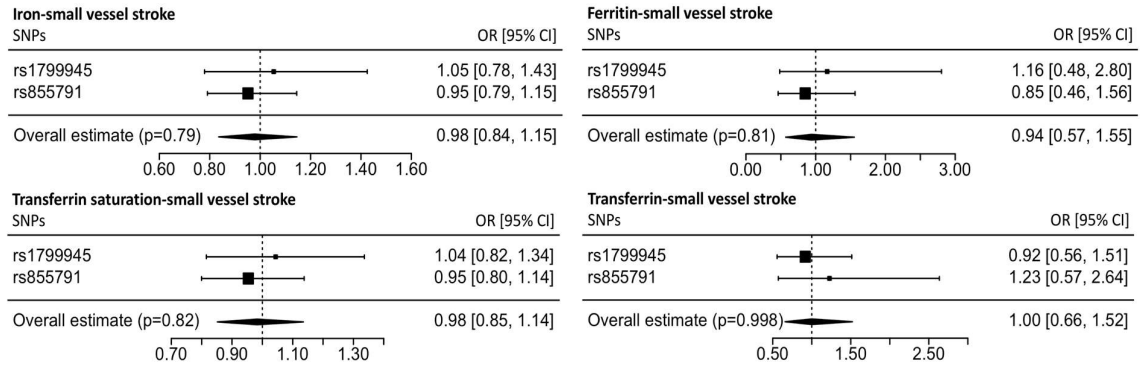 Iron-small vessel stroke
SNPs OR [95% CI]
rs1799945 1.05 [0.78, 1.43]
rs855791 0.95 [0.79, 1.15]
Overall estimate (p=0.79) 0.98 [0.84, 1.15]
0.60 0.80 1.00 1.20 1.40 1.60
Ferritin-small vessel stroke
SNPs OR [95% CI]
rs1799945 1.16 [0.48, 2.80]
rs855791 0.85 [0.46, 1.56]
Overall estimate (p=0.81) 0.94 [0.57, 1.55]
0.00 1.00 2.00 3.00
Transferrin saturation-small vessel stroke
SNPs OR [95% CI]
rs1799945 1.04 [0.82, 1.34]
rs855791 0.95 [0.80, 1.14]
Overall estimate (p=0.82) 0.98 [0.85, 1.14]
0.70 0.90 1.10 1.30
Transferrin-small vessel stroke
SNPs OR [95% CI]
rs1799945 0.92 [0.56, 1.51]
rs855791 1.23 [0.57, 2.64]
Overall estimate (p=0.998) 1.00 [0.66, 1.52]
0.50 1.50 2.50